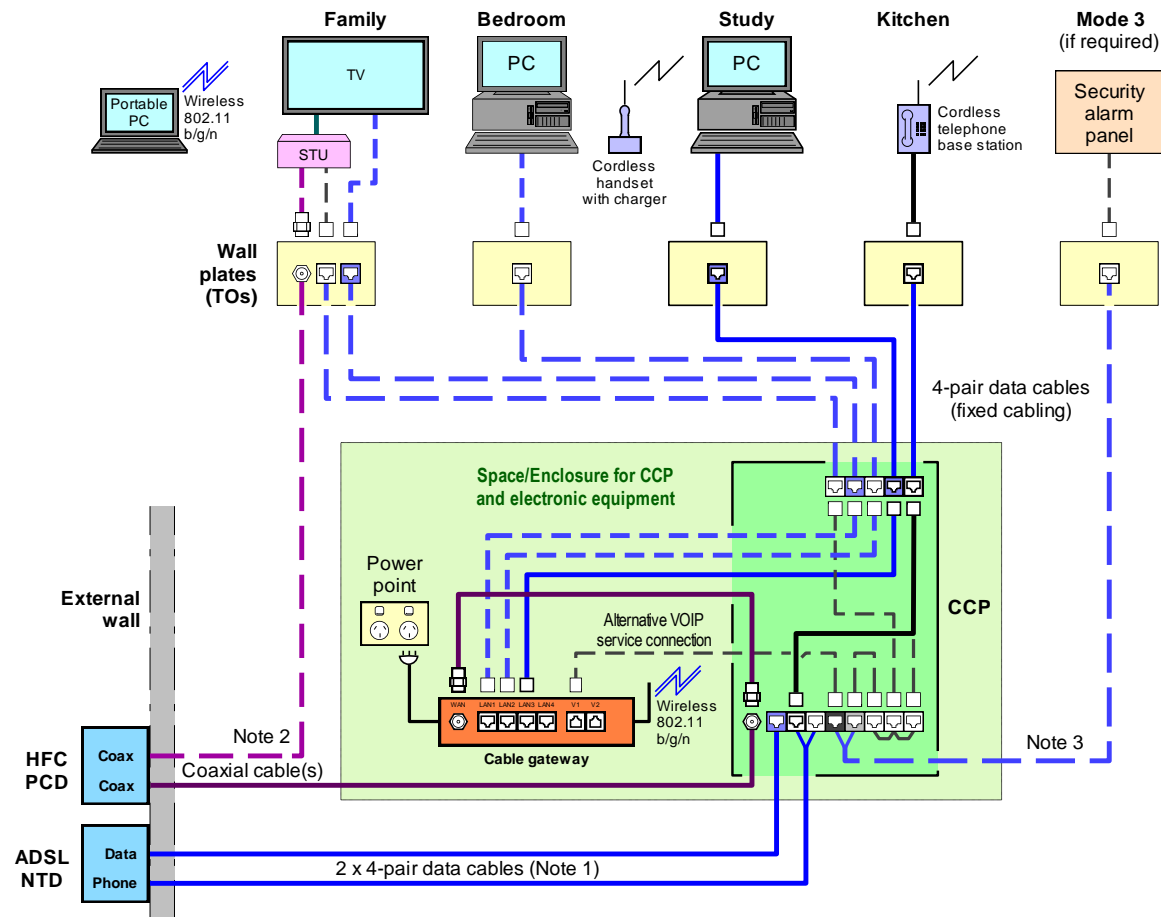 Family
Bedroom
Study
Kitchen
Mode 3
(if required)
TV
PC
PC
Portable
PC
Wireless
802.11
b/g/n
STU
Cordless
handset
with charger
Cordless
telephone
base station
Security
alarm
panel
Wall
plates
(TOs)
4-pair data cables
(fixed cabling)
Space/Enclosure for CCP
and electronic equipment
Power
point
External
wall
Alternative VOIP
service connection
CCP
WAN
LAN1
LAN2
LAN3
LAN4
V1
V2
Wireless
802.11
b/g/n
Cable gateway
Note 2
Note 3
HFC
PCD
Coax
Coax
Coaxial cable(s)
ADSL
NTD
Data
Phone
2 x 4-pair data cables (Note 1)